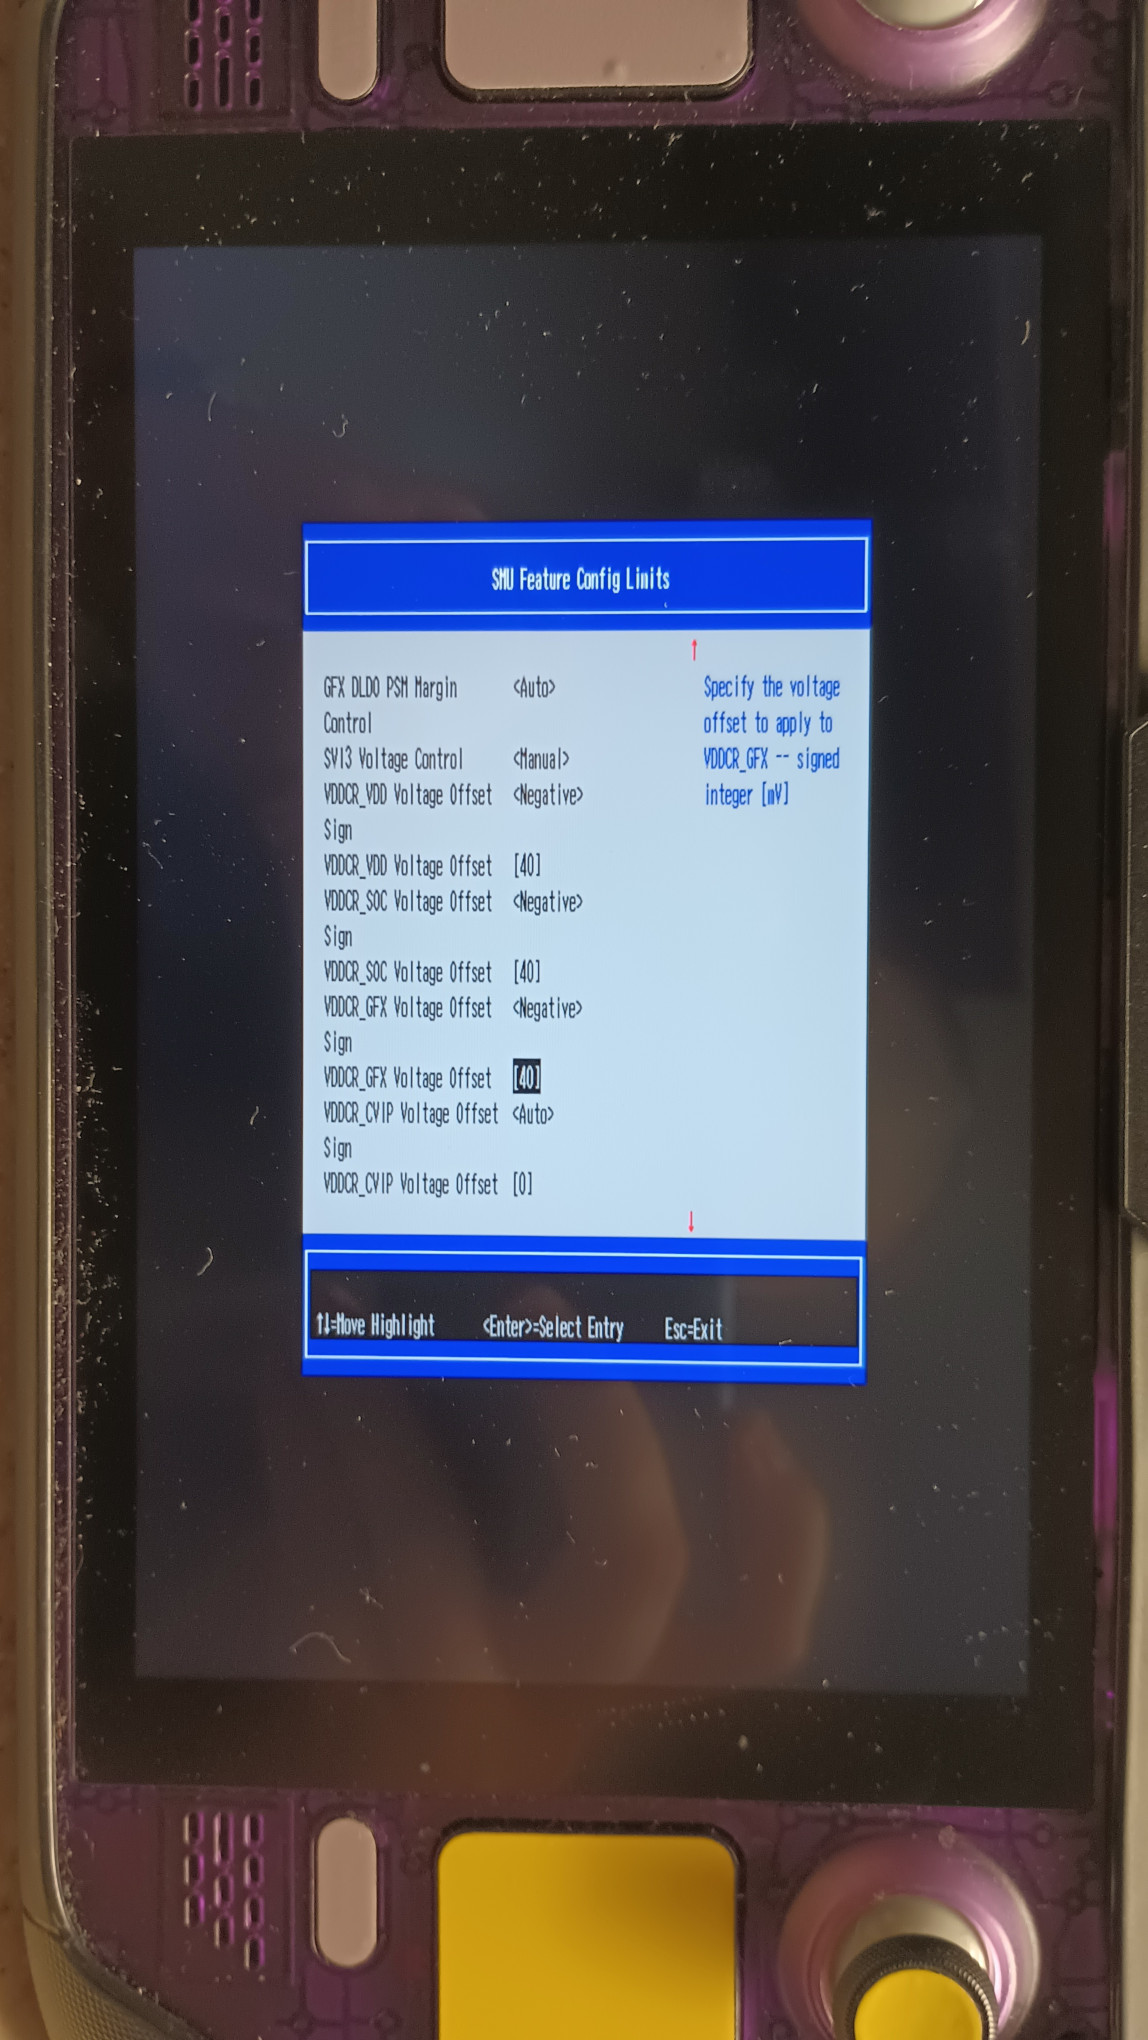 SMU Feature Config Limits
↑
GFX DLDO PSM Margin <Auto> Specify the voltage
Control offset to apply to
SVI3 Voltage Control <Manual> VDDCR_GFX -- signed
VDDCR_VDD Voltage Offset <Negative> integer [mV]
Sign
VDDCR_VDD Voltage Offset [40]
VDDCR_SOC Voltage Offset <Negative>
Sign
VDDCR_SOC Voltage Offset [40]
VDDCR_GFX Voltage Offset <Negative>
Sign
VDDCR_GFX Voltage Offset [40]
VDDCR_CVIP Voltage Offset <Auto>
Sign
VDDCR_CVIP Voltage Offset [0]
↓
↑↓=Move Highlight <Enter>=Select Entry Esc=Exit